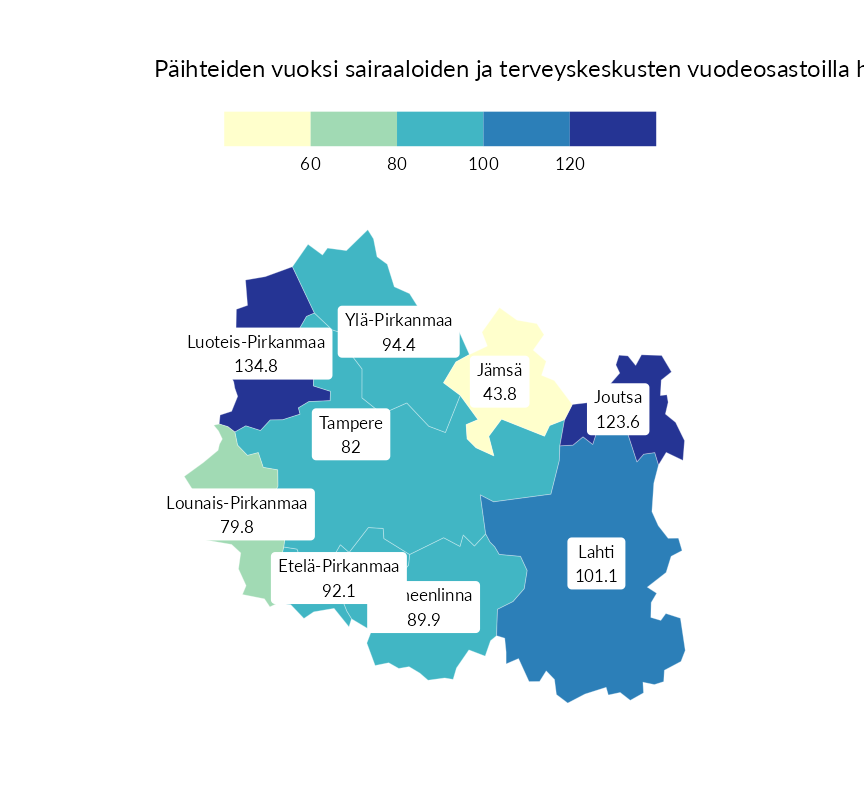 Päihteiden vuoksi sairaaloiden ja terveyskeskusten vuodeosastoilla
60 80 100 120
Ylä-Pirkanmaa
94.4
Luoteis-Pirkanmaa
134.8
Jämsä
43.8
Joutsa
123.6
Tampere
82
Lounais-Pirkanmaa
79.8
Lahti
101.1
Etelä-Pirkanmaa
92.1
89.9